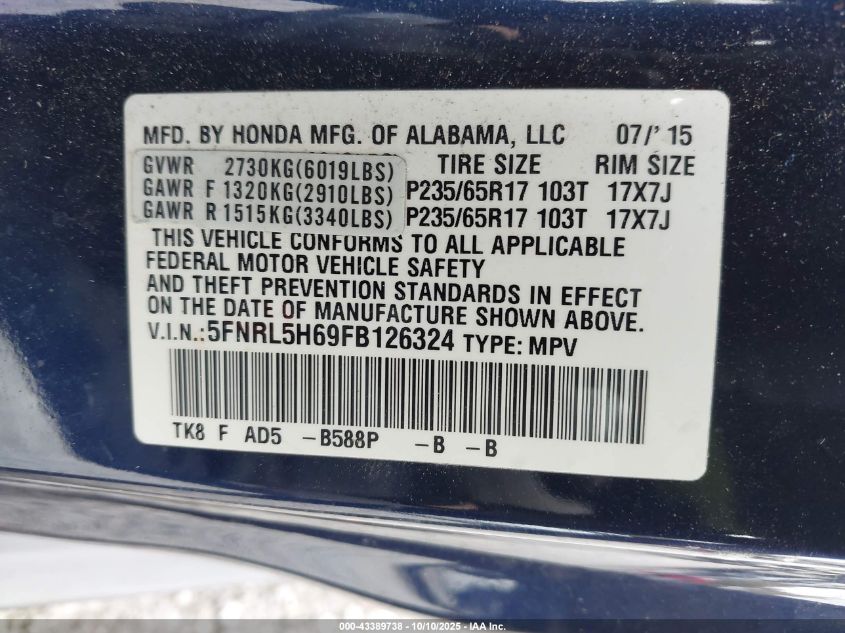 MFD. BY HONDA MFG. OF ALABAMA, LLC 07/'15
GVWR 2730KG(6019LBS) TIRE SIZE RIM SIZE
GAWR F 1320KG(2910LBS) P235/65R17 103T 17X7J
GAWR R 1515KG(3340LBS) P235/65R17 103T 17X7J
THIS VEHICLE CONFORMS TO ALL APPLICABLE
FEDERAL MOTOR VEHICLE SAFETY
AND THEFT PREVENTION STANDARDS IN EFFECT
ON THE DATE OF MANUFACTURE SHOWN ABOVE.
V.I.N.:5FNRL5H69FB126324 TYPE: MPV
TK8 F AD5 -B588P -B -B
000-43389738 - 10/10/2025 - IAA Inc.